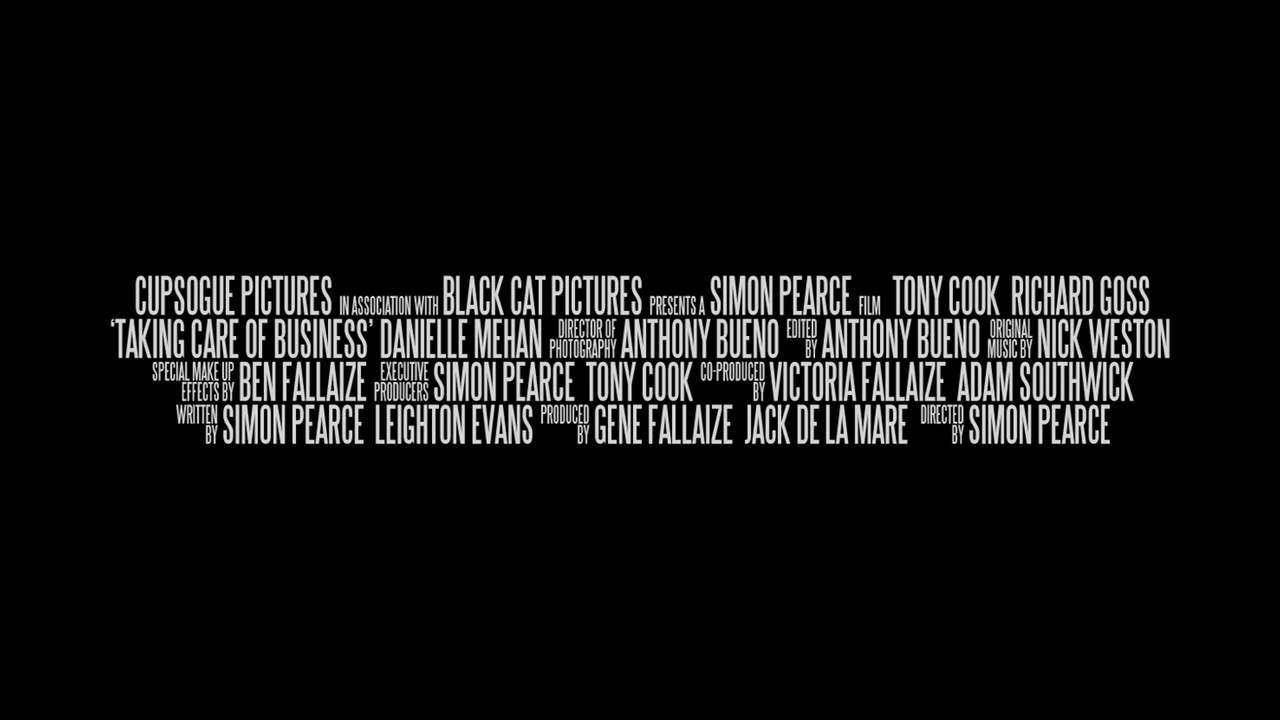 CUPSOGUE PICTURES IN ASSOCIATION WITH BLACK CAT PICTURES PRESENTS A SIMON PEARCE FILM TONY COOK RICHARD GOSS
'TAKING CARE OF BUSINESS' DANIELLE MEHAN DIRECTOR OF PHOTOGRAPHY ANTHONY BUENO EDITED BY ANTHONY BUENO ORIGINAL MUSIC BY NICK WESTON
SPECIAL MAKE UP EFFECTS BY BEN FALLAIZE EXECUTIVE PRODUCERS SIMON PEARCE TONY COOK CO-PRODUCED BY VICTORIA FALLAIZE ADAM SOUTHWICK
WRITTEN BY SIMON PEARCE LEIGHTON EVANS PRODUCED BY GENE FALLAIZE JACK DE LA MARE DIRECTED BY SIMON PEARCE